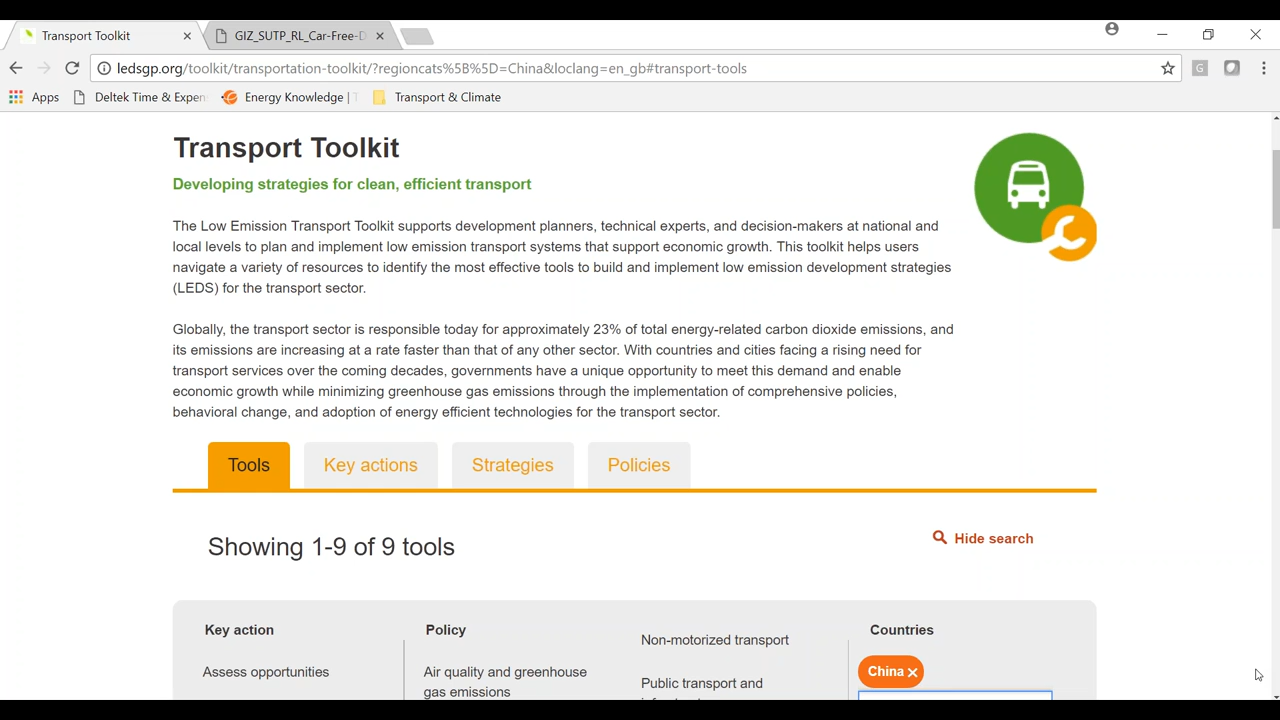 Transport Toolkit
GIZ_SUTP_RL_Car-Free-D
ledsgp.org/toolkit/transportation-toolkit/?regioncats%5B%5D=China&loclang=en_gb#transport-tools
Apps
Deltek Time & Expen
Energy Knowledge | T
Transport & Climate
Transport Toolkit
Developing strategies for clean, efficient transport
The Low Emission Transport Toolkit supports development planners, technical experts, and decision-makers at national and
local levels to plan and implement low emission transport systems that support economic growth. This toolkit helps users
navigate a variety of resources to identify the most effective tools to build and implement low emission development strategies
(LEDS) for the transport sector.
Globally, the transport sector is responsible today for approximately 23% of total energy-related carbon dioxide emissions, and
its emissions are increasing at a rate faster than that of any other sector. With countries and cities facing a rising need for
transport services over the coming decades, governments have a unique opportunity to meet this demand and enable
economic growth while minimizing greenhouse gas emissions through the implementation of comprehensive policies,
behavioral change, and adoption of energy efficient technologies for the transport sector.
Tools
Key actions
Strategies
Policies
Showing 1-9 of 9 tools
Hide search
Key action
Assess opportunities
Policy
Air quality and greenhouse
gas emissions
Non-motorized transport
Public transport and
Countries
China